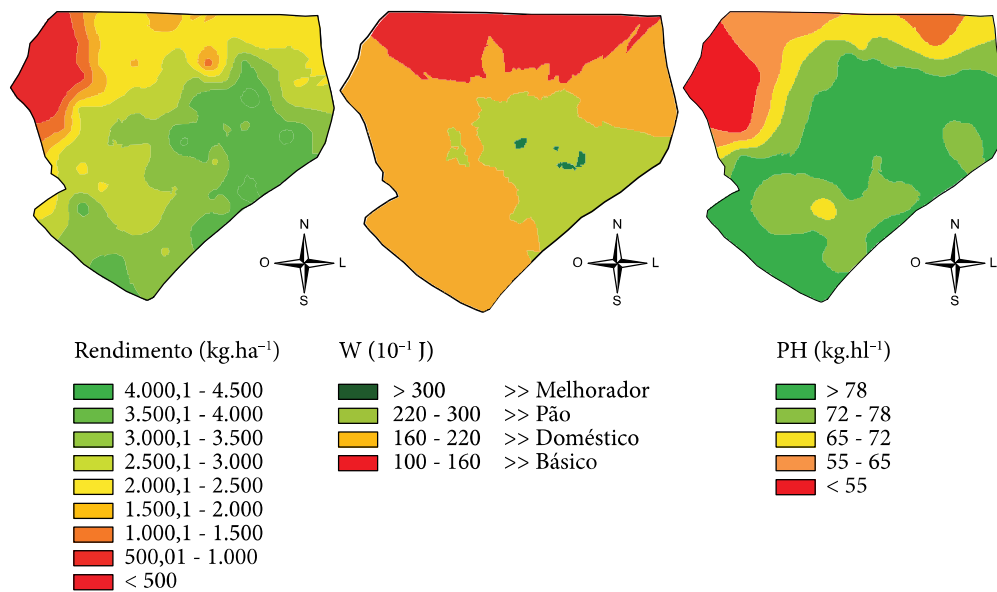 N
O L
S
N
O L
S
N
O L
S
Rendimento (kg.ha⁻¹)
4.000,1 - 4.500
3.500,1 - 4.000
3.000,1 - 3.500
2.500,1 - 3.000
2.000,1 - 2.500
1.500,1 - 2.000
1.000,1 - 1.500
500,01 - 1.000
< 500
W (10⁻¹ J)
> 300 >> Melhorador
220 - 300 >> Pão
160 - 220 >> Doméstico
100 - 160 >> Básico
PH (kg.hl⁻¹)
> 78
72 - 78
65 - 72
55 - 65
< 55